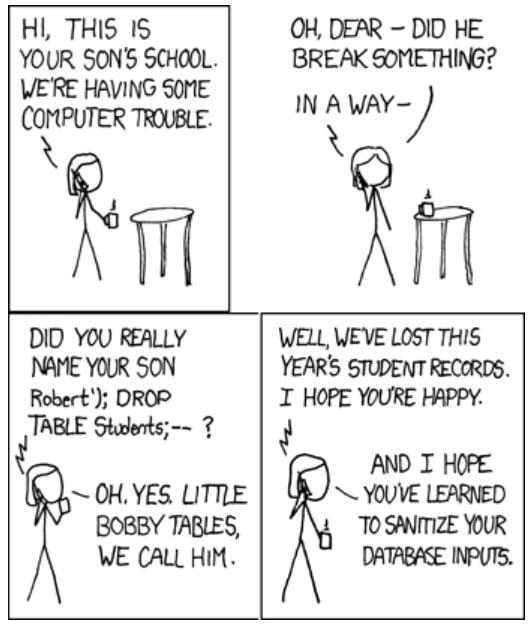 HI, THIS IS
YOUR SON'S SCHOOL.
WE'RE HAVING SOME
COMPUTER TROUBLE.
OH, DEAR – DID HE
BREAK SOMETHING?
IN A WAY–
DID YOU REALLY
NAME YOUR SON
Robert'); DROP
TABLE Students;-- ?
OH. YES. LITTLE
BOBBY TABLES,
WE CALL HIM.
WELL, WE'VE LOST THIS
YEAR'S STUDENT RECORDS.
I HOPE YOU'RE HAPPY.
AND I HOPE
YOU'VE LEARNED
TO SANITIZE YOUR
DATABASE INPUTS.